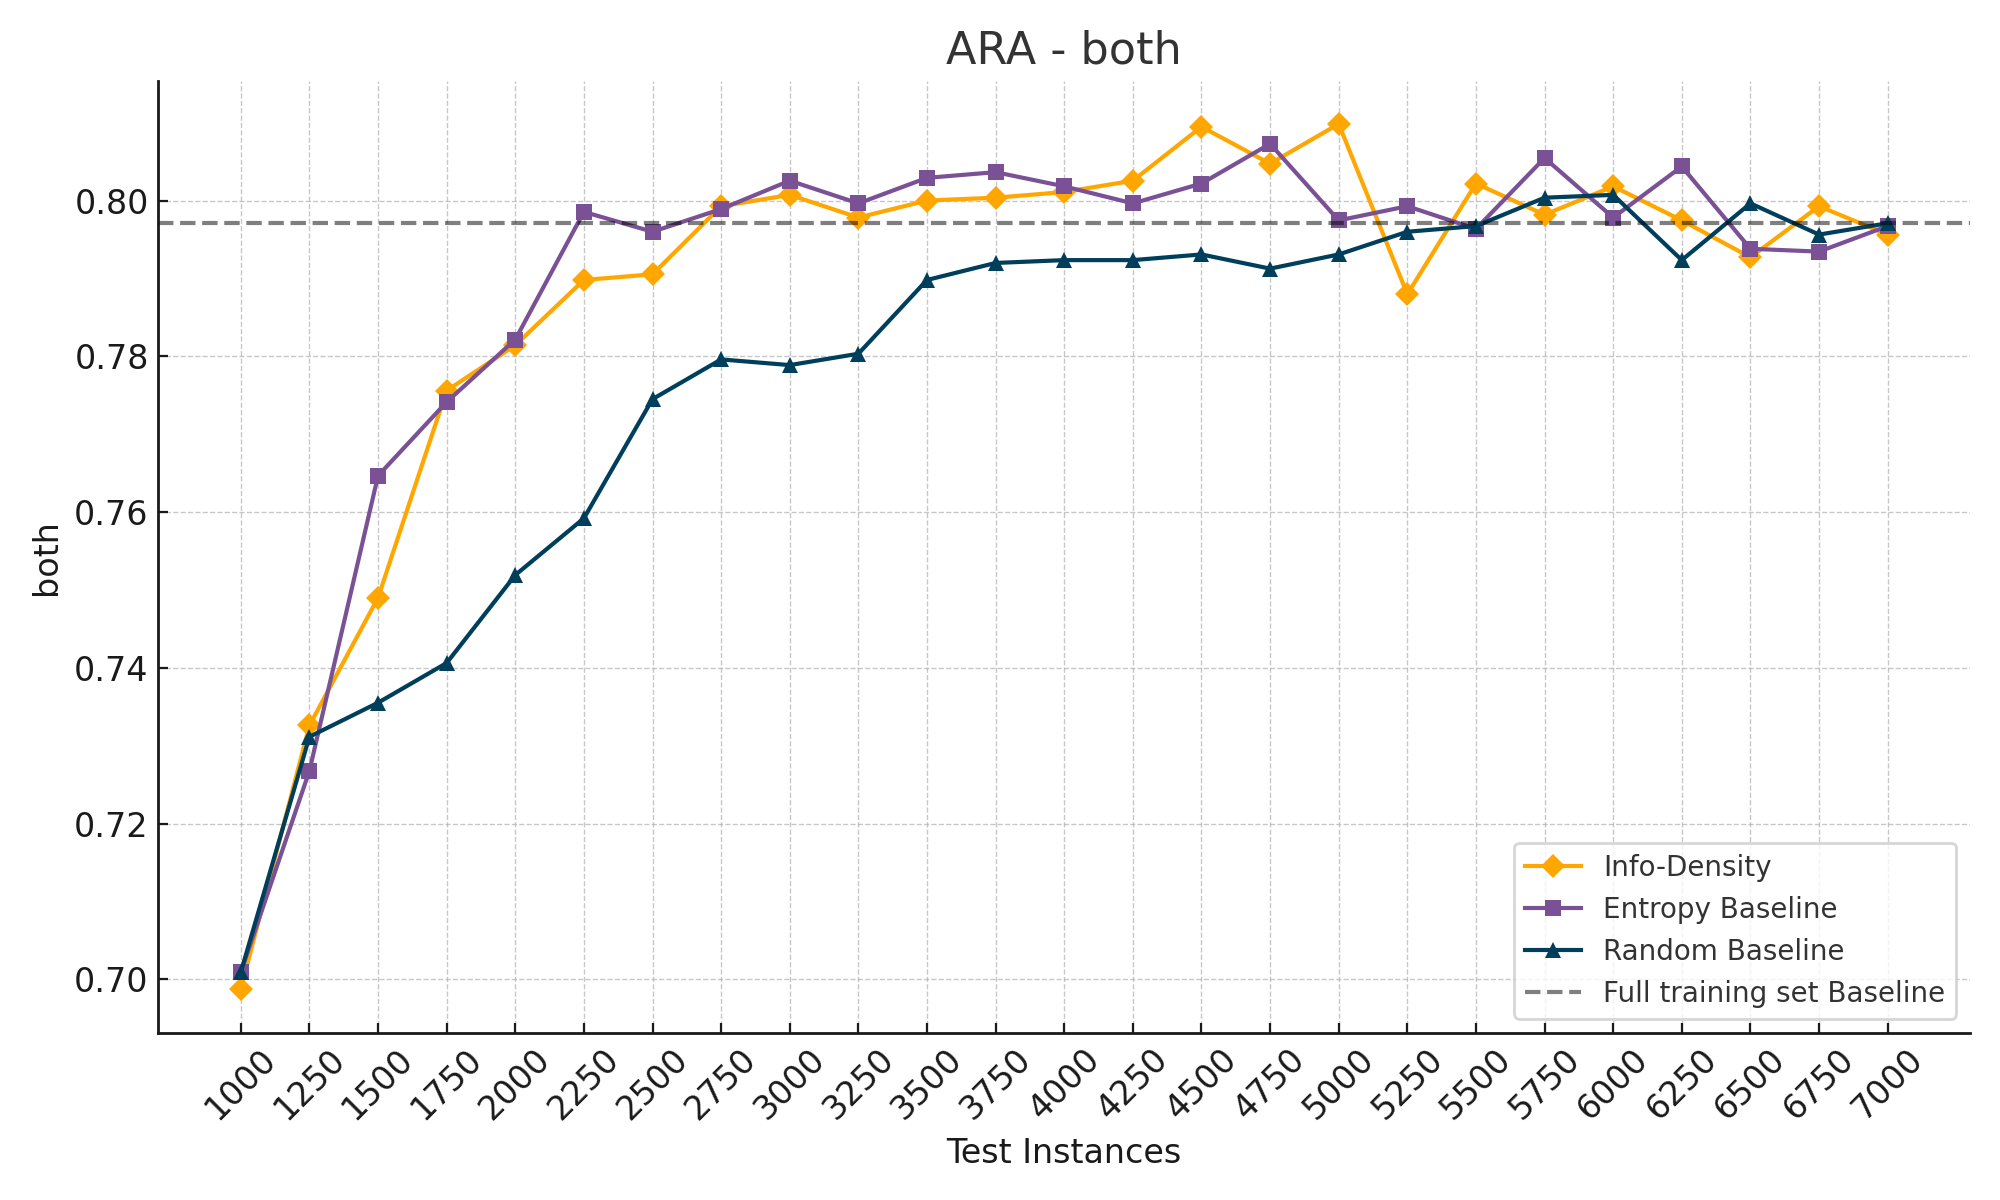 ARA - both
both
0.80
0.78
0.76
0.74
0.72
0.70
Info-Density
Entropy Baseline
Random Baseline
Full training set Baseline
1000 1250 1500 1750 2000 2250 2500 2750 3000 3250 3500 3750 4000 4250 4500 4750 5000 5250 5500 5750 6000 6250 6500 6750 7000
Test Instances